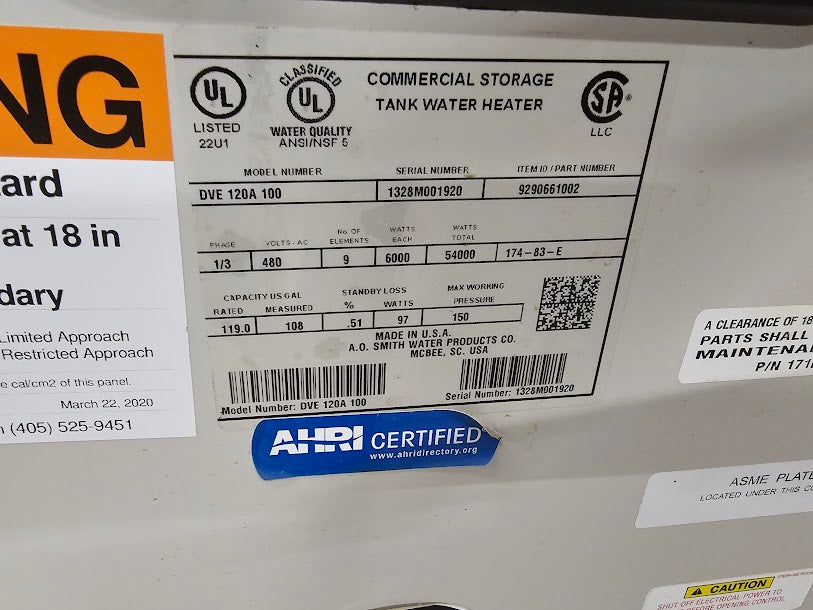 NG
ard
at 18 in
dary
Limited Approach
Restricted Approach
cal/cm2 of this panel.
March 22, 2020
(405) 525-9451
UL
LISTED
22U1
CLASSIFIED
UL
WATER QUALITY
ANSI/NSF 5
COMMERCIAL STORAGE
TANK WATER HEATER
SA
LLC
MODEL NUMBER SERIAL NUMBER ITEM ID / PART NUMBER
DVE 120A 100 1328M001920 9290661002
PHASE VOLTS - AC No. OF ELEMENTS WATTS EACH WATTS TOTAL
1/3 480 9 6000 54000 174-83-E
CAPACITY US GAL STANDBY LOSS MAX WORKING PRESSURE
RATED MEASURED % WATTS
119.0 108 .51 97 150
MADE IN U.S.A.
A.O. SMITH WATER PRODUCTS CO.
MCBEE, SC. USA
Model Number: DVE 120A 100
Serial Number: 1328M001920
AHRI CERTIFIED
www.ahridirectory.org
A CLEARANCE OF 18
PARTS SHALL
MAINTENA
P/N 171
ASME PLATE
LOCATED UNDER THIS CO
CAUTION
SHUT OFF ELECTRICAL POWER TO
BEFORE OPENING CONTROL